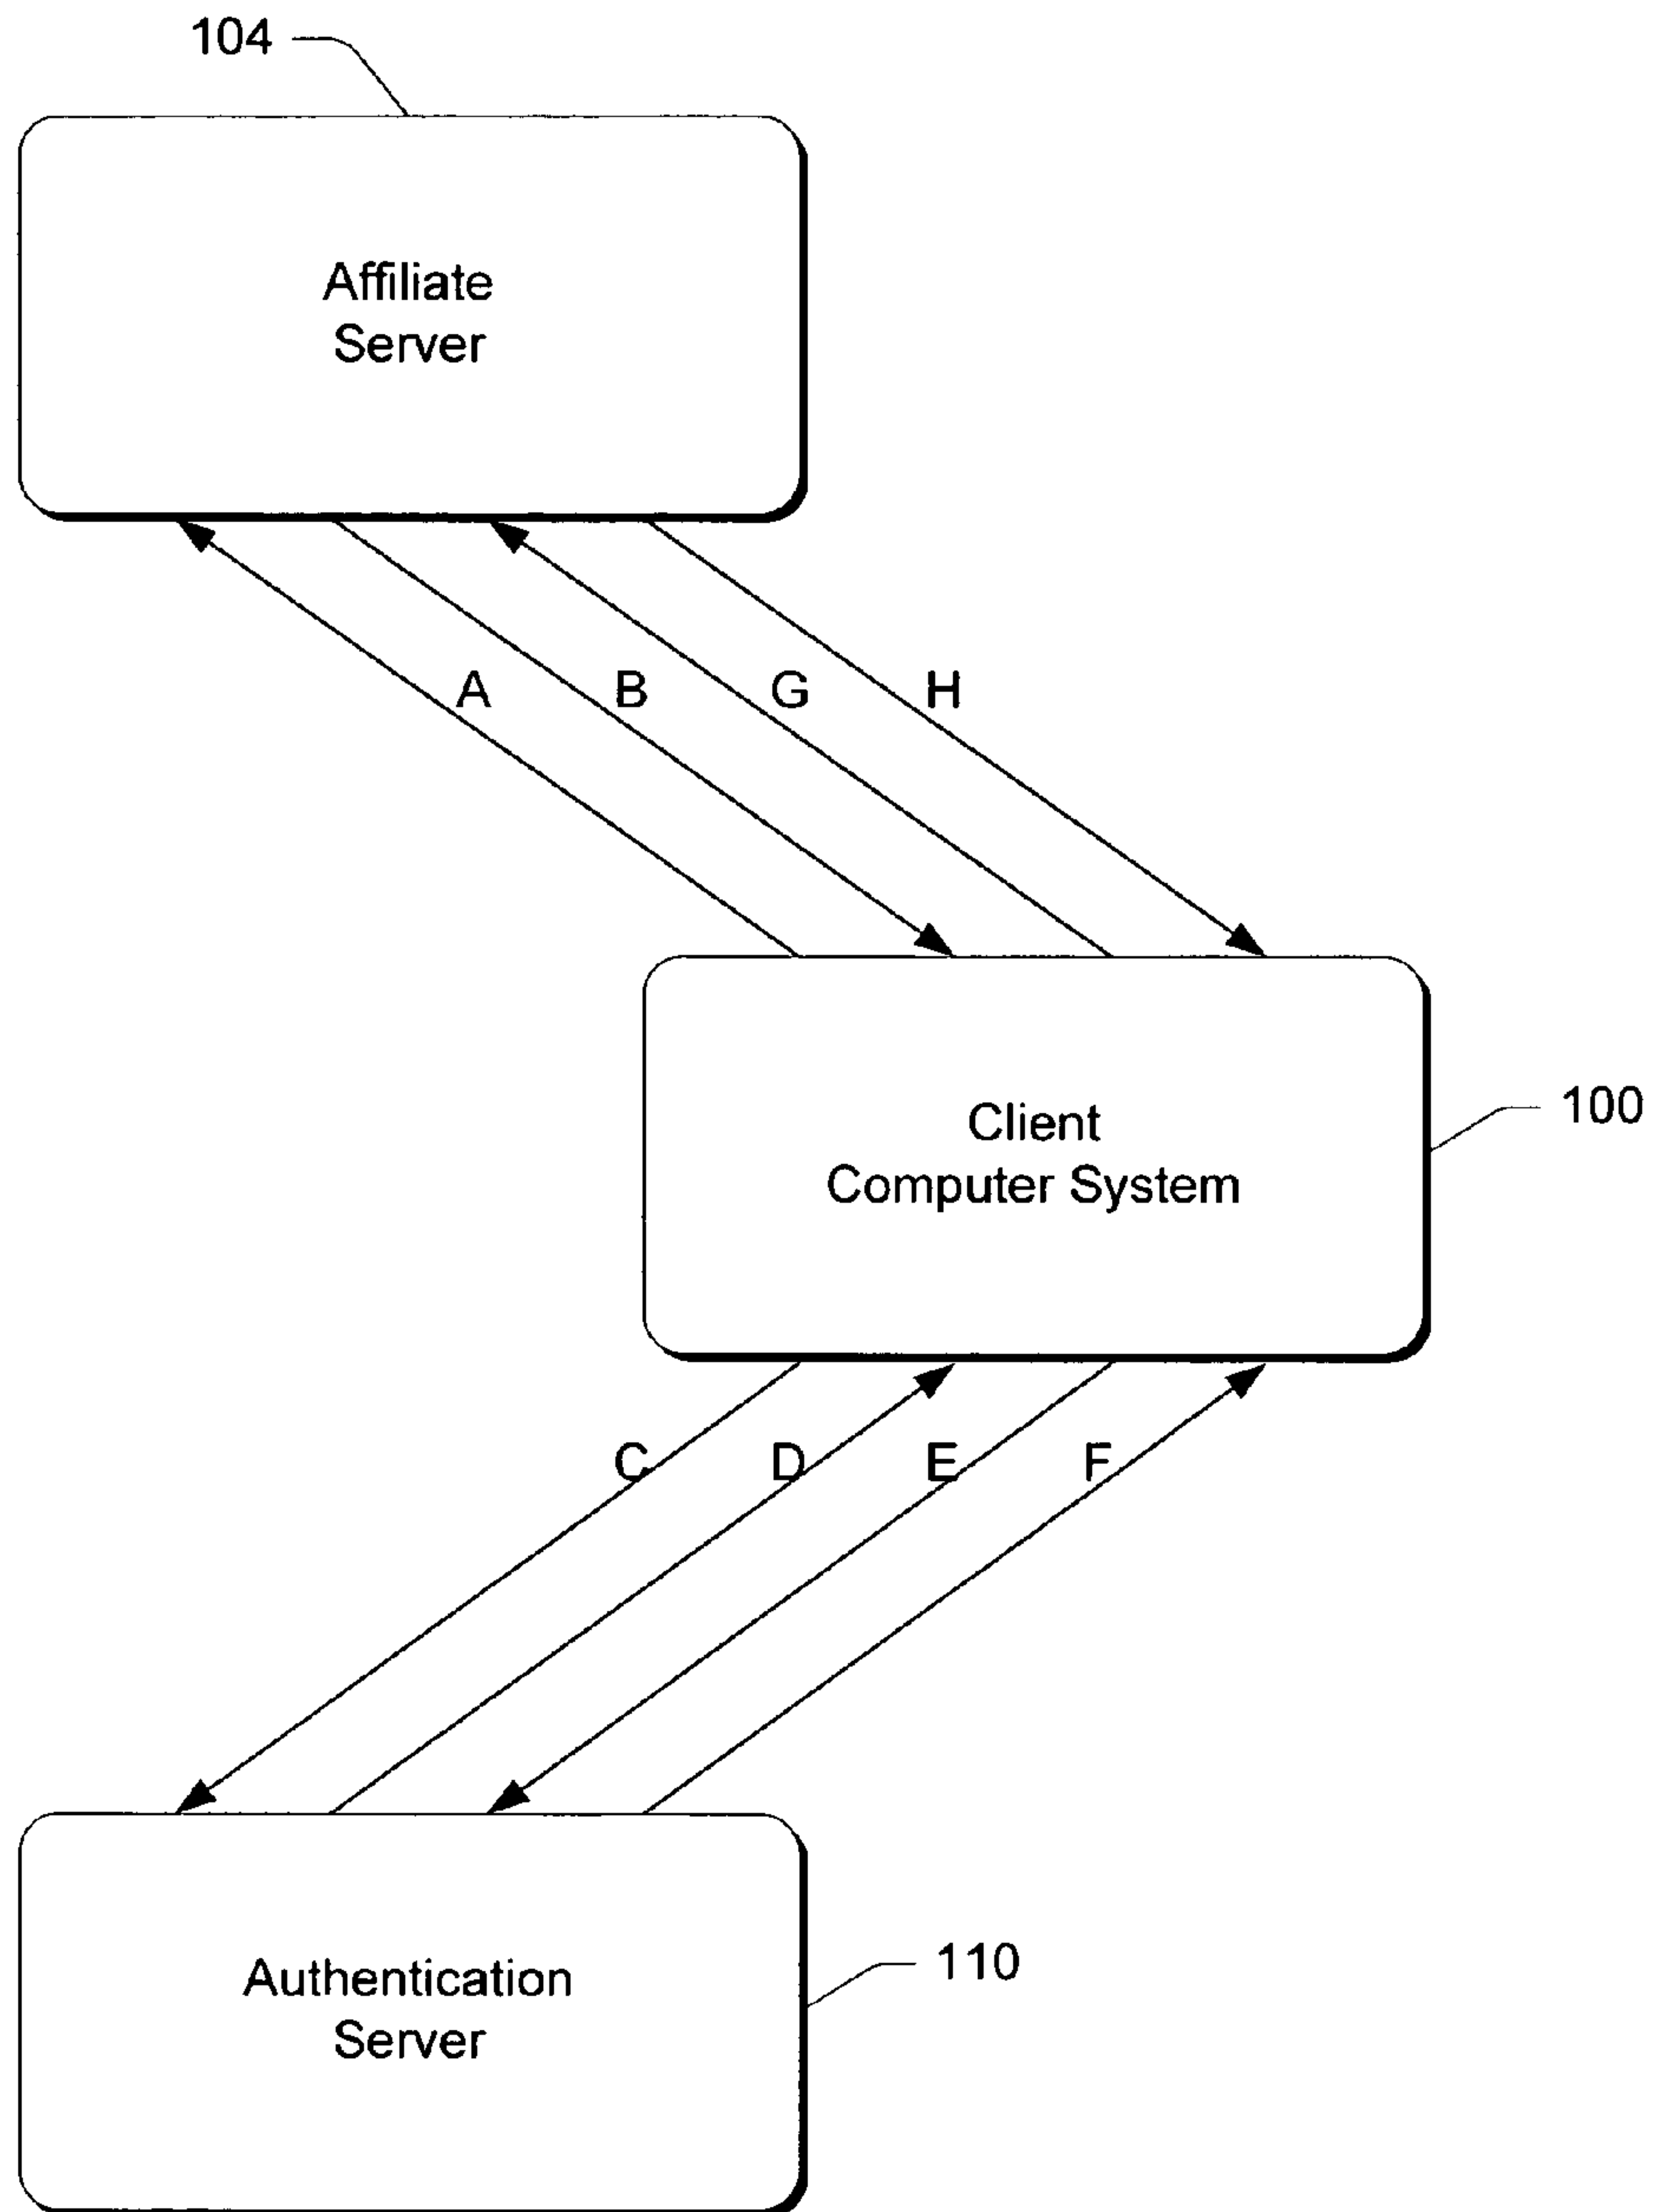 104
Affiliate
Server
A
B
G
H
100
Client
Computer System
C
D
E
F
110
Authentication
Server